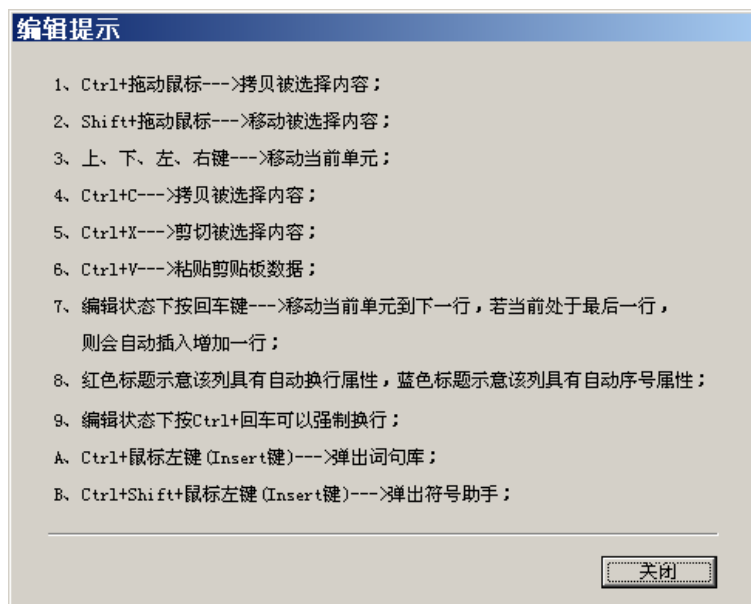 编辑提示
1、Ctrl+拖动鼠标--->拷贝被选择内容；
2、Shift+拖动鼠标--->移动被选择内容；
3、上、下、左、右键--->移动当前单元；
4、Ctrl+C--->拷贝被选择内容；
5、Ctrl+X--->剪切被选择内容；
6、Ctrl+V--->粘贴剪贴板数据；
7、编辑状态下按回车键--->移动当前单元到下一行，若当前处于最后一行，
则会自动插入增加一行；
8、红色标题示意该列具有自动换行属性，蓝色标题示意该列具有自动序号属性；
9、编辑状态下按Ctrl+回车可以强制换行；
A、Ctrl+鼠标左键(Insert键)--->弹出词句库；
B、Ctrl+Shift+鼠标左键(Insert键)--->弹出符号助手；
关闭